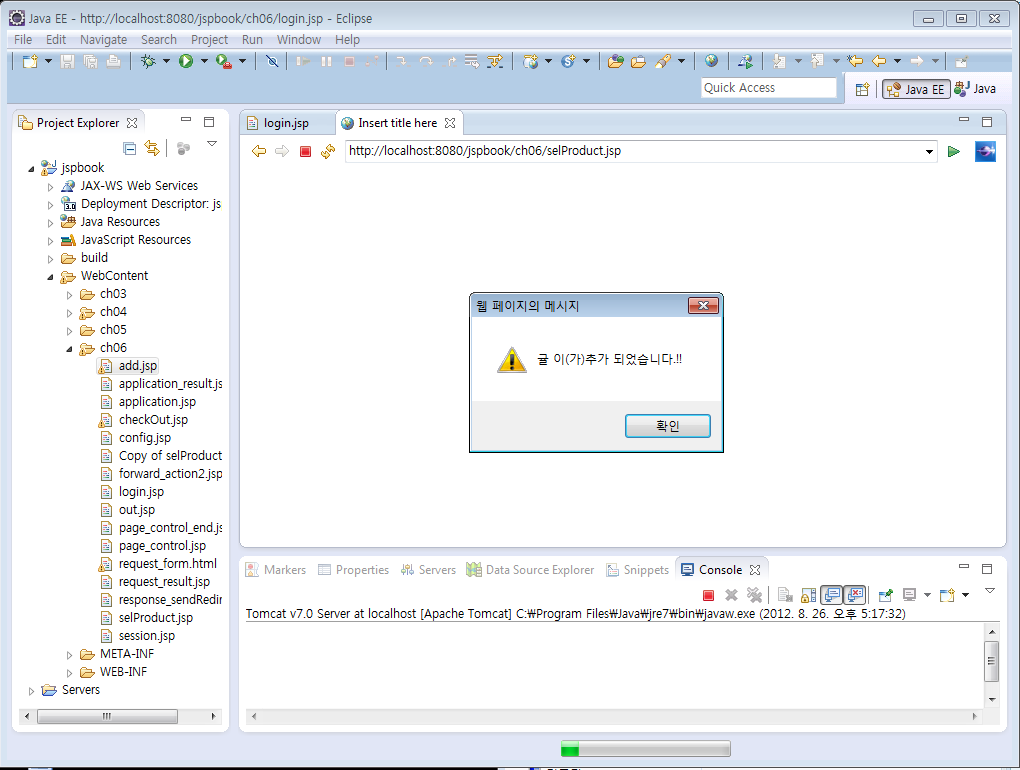 Java EE - http://localhost:8080/jspbook/ch06/login.jsp - Eclipse
File Edit Navigate Search Project Run Window Help
Quick Access
Java EE
Java
Project Explorer
jspbook
JAX-WS Web Services
3.0
Deployment Descriptor: js
Java Resources
JavaScript Resources
build
WebContent
ch03
ch04
ch05
ch06
add.jsp
application_result.js
application.jsp
checkOut.jsp
config.jsp
Copy of selProduct
forward_action2.jsp
login.jsp
out.jsp
page_control_end.js
page_control.jsp
request_form.html
request_result.jsp
response_sendRedir
selProduct.jsp
session.jsp
META-INF
WEB-INF
Servers
login.jsp
Insert title here
http://localhost:8080/jspbook/ch06/selProduct.jsp
웹 페이지의 메시지
귤 이(가)추가 되었습니다.!!
확인
Markers Properties Servers Data Source Explorer Snippets Console
Tomcat v7.0 Server at localhost [Apache Tomcat] C:₩Program Files₩Java₩jre7₩bin₩javaw.exe (2012. 8. 26. 오후 5:17:32)